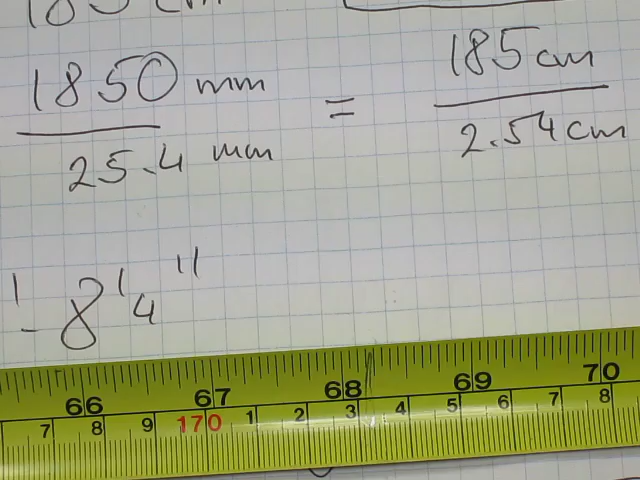 1850 mm = 185 cm
25.4 mm 2.54 cm
8' 4"
66 67 68 69 70
7 8 9 170 1 2 3 4 5 6 7 8